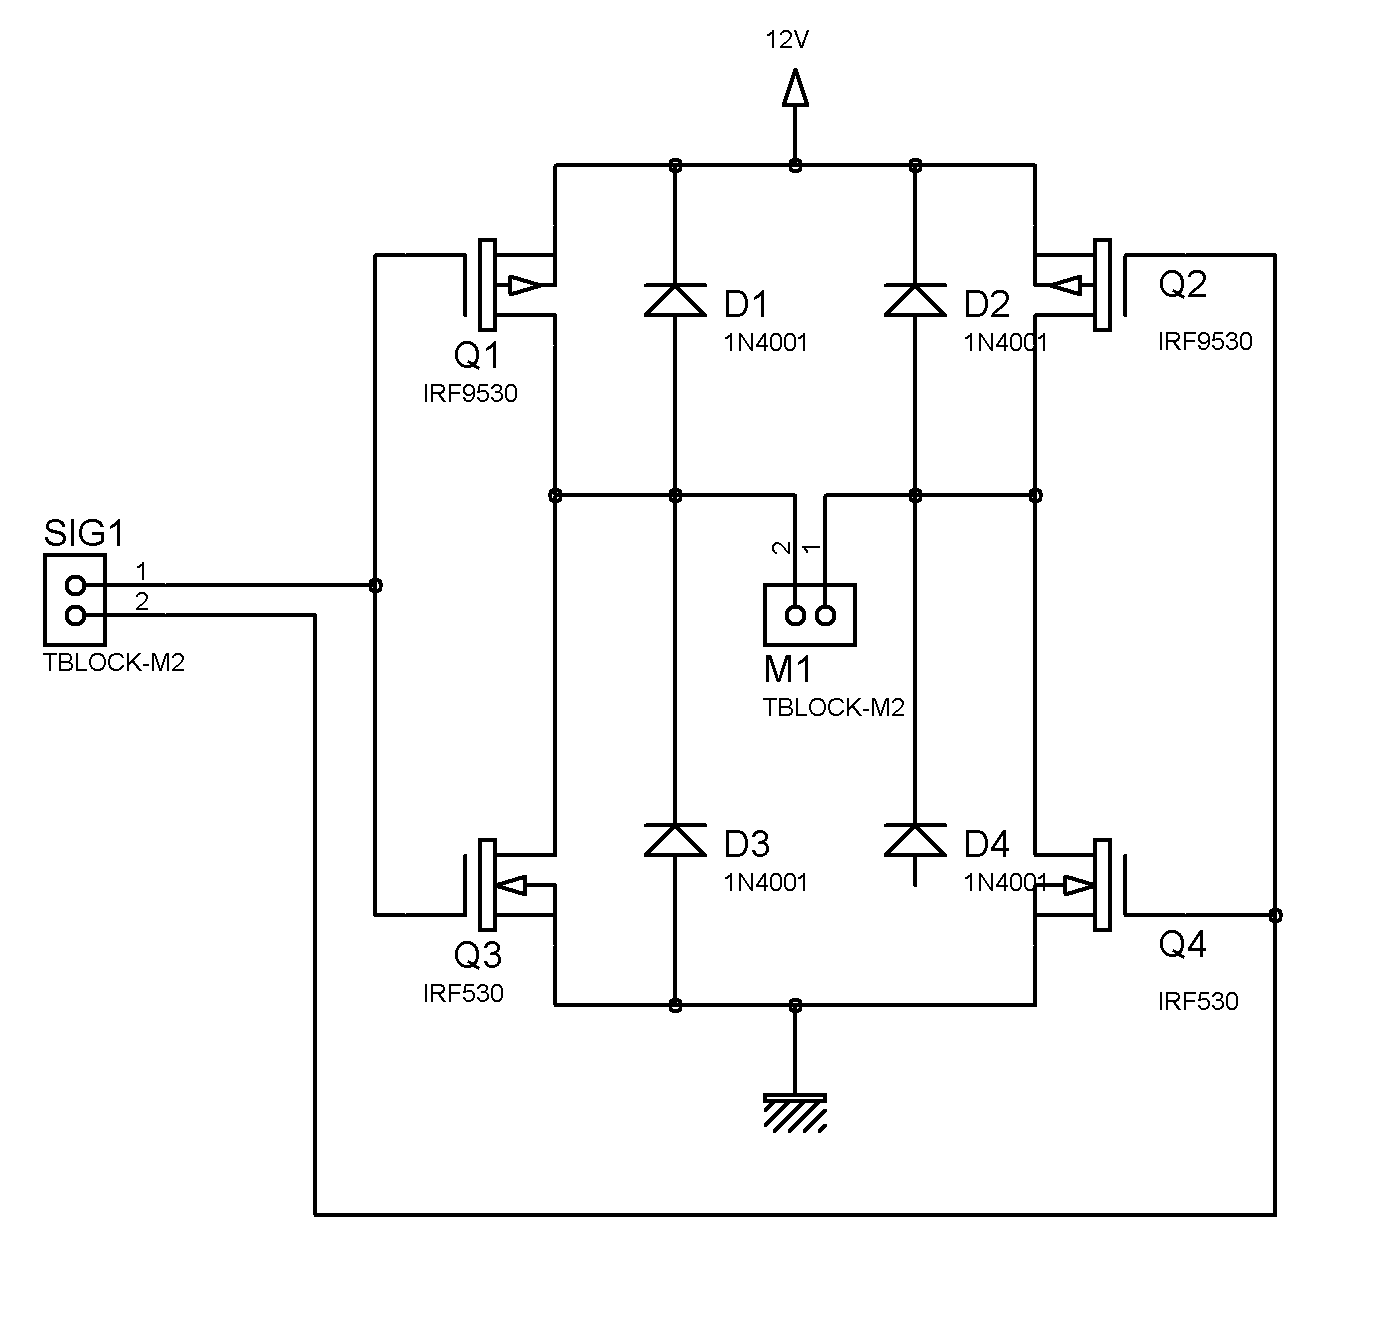 12V
D1
1N4001
D2
1N4001
Q2
IRF9530
Q1
IRF9530
SIG1
1
2
TBLOCK-M2
2
1
M1
TBLOCK-M2
D3
1N4001
D4
1N4001
Q3
IRF530
Q4
IRF530